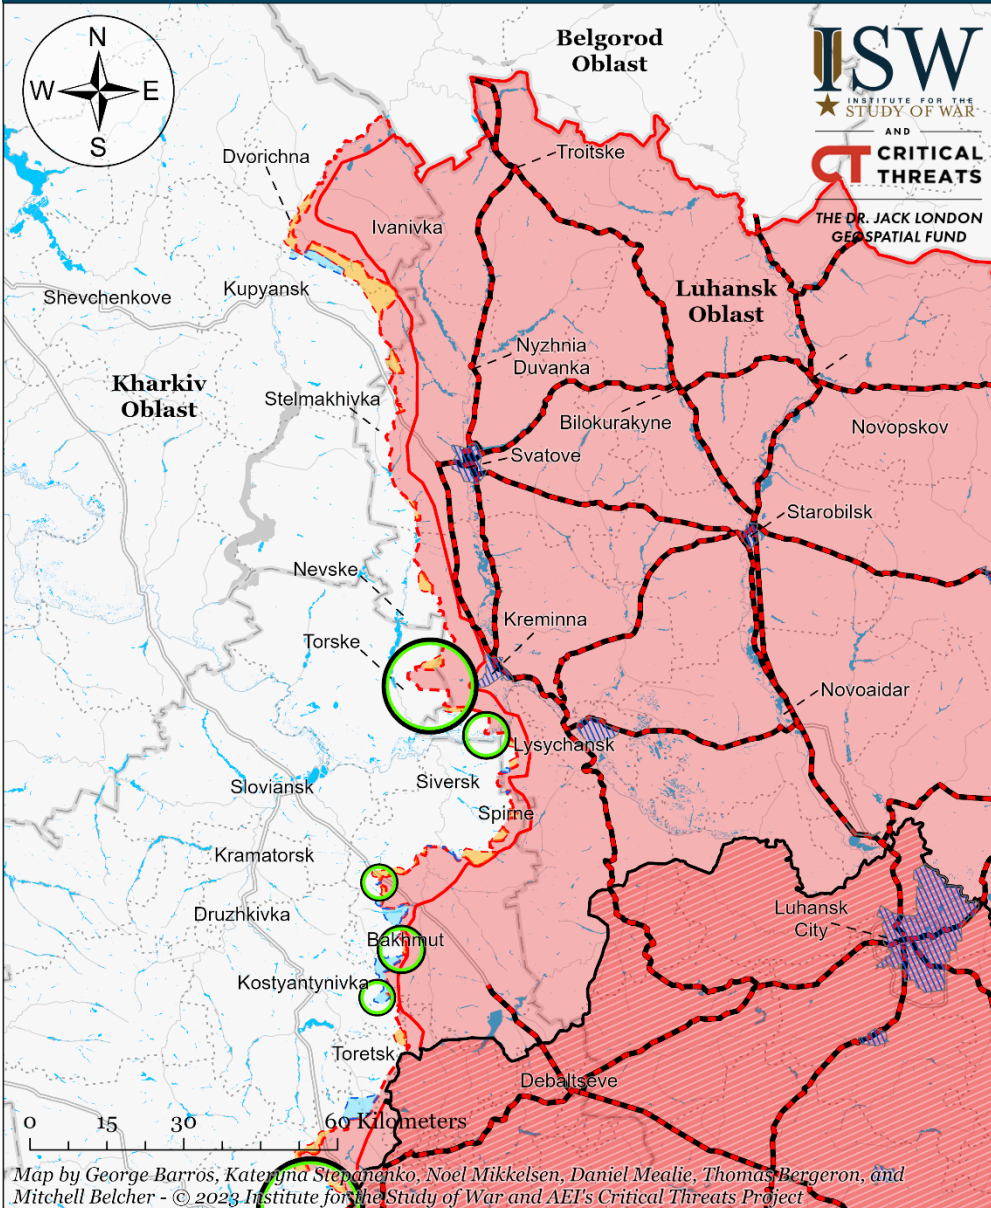 N
W
E
S
Belgorod
Oblast
ISW
INSTITUTE FOR THE
STUDY OF WAR
AND
CT CRITICAL
THREATS
THE DR. JACK LONDON
GEOSPATIAL FUND
Dvorichna
Troitske
Ivanivka
Shevchenkove
Kupyansk
Luhansk
Oblast
Kharkiv
Oblast
Nyzhnia
Duvanka
Stelmakhivka
Bilokurakyne
Novopskov
Svatove
Starobilsk
Nevske
Kreminna
Torske
Novoaidar
Lysychansk
Siversk
Sloviansk
Spirne
Kramatorsk
Druzhkivka
Luhansk
City
Bakhmut
Kostyantynivka
Toretsk
Debaltseve
0 15 30 60 Kilometers
Map by George Barros, Kateryna Stepanenko, Noel Mikkelsen, Daniel Mealie, Thomas Bergeron, and
Mitchell Belcher - © 2023 Institute for the Study of War and AEI's Critical Threats Project